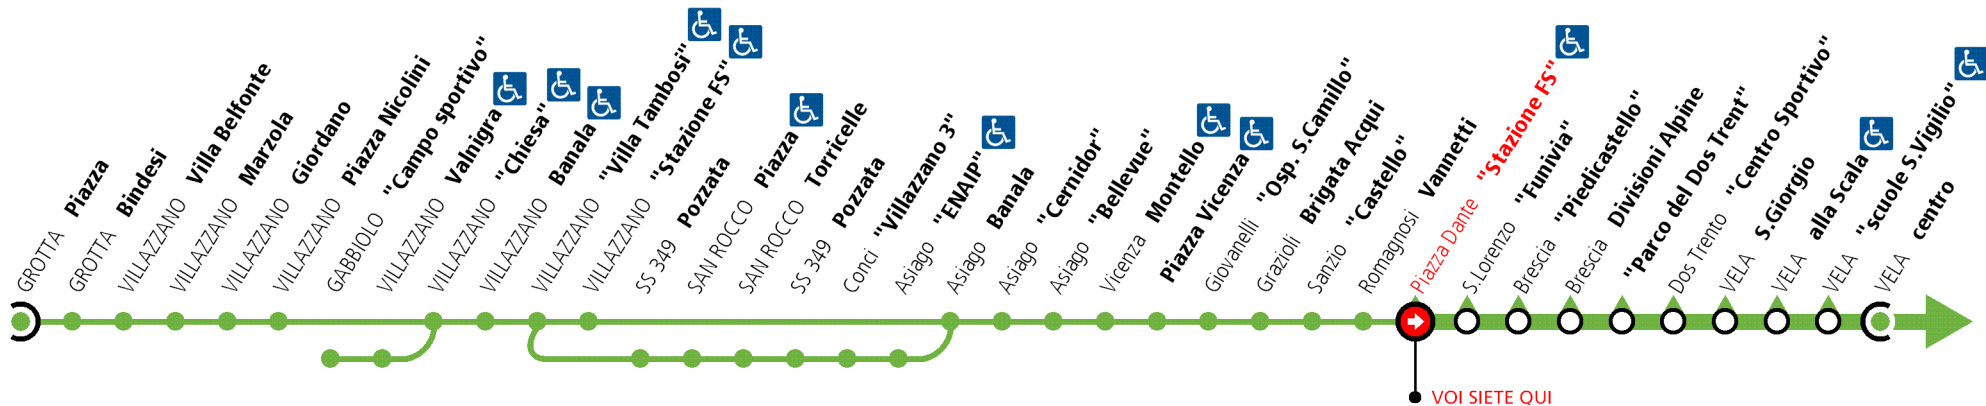 GROTTA Piazza
GROTTA Bindesi
VILLAZZANO Villa Belfonte
VILLAZZANO Marzola
VILLAZZANO Giordano
VILLAZZANO Piazza Nicolini
GABBIOLO "Campo sportivo"
VILLAZZANO Valnigra
VILLAZZANO "Chiesa"
VILLAZZANO Banala
VILLAZZANO "Villa Tambosi"
VILLAZZANO "Stazione FS"
SS 349 Pozzata
SAN ROCCO Piazza
SAN ROCCO Torricelle
SS 349 Pozzata
Conci "Villazzano 3"
Asiago "ENAIP"
Asiago Banala
Asiago "Cernidor"
Asiago "Bellevue"
Vicenza Montello
Piazza Vicenza
Giovanelli "Osp. S.Camillo"
Grazioli Brigata Acqui
Sanzio "Castello"
Romagnosi Vannetti
Piazza Dante "Stazione FS"
S.Lorenzo "Funivia"
Brescia "Piedicastello"
Brescia Divisioni Alpine
"Parco del Dos Trent"
Dos Trento "Centro Sportivo"
VELA S.Giorgio
VELA alla Scala
VELA "scuole S.Vigilio"
VELA centro
VOI SIETE QUI